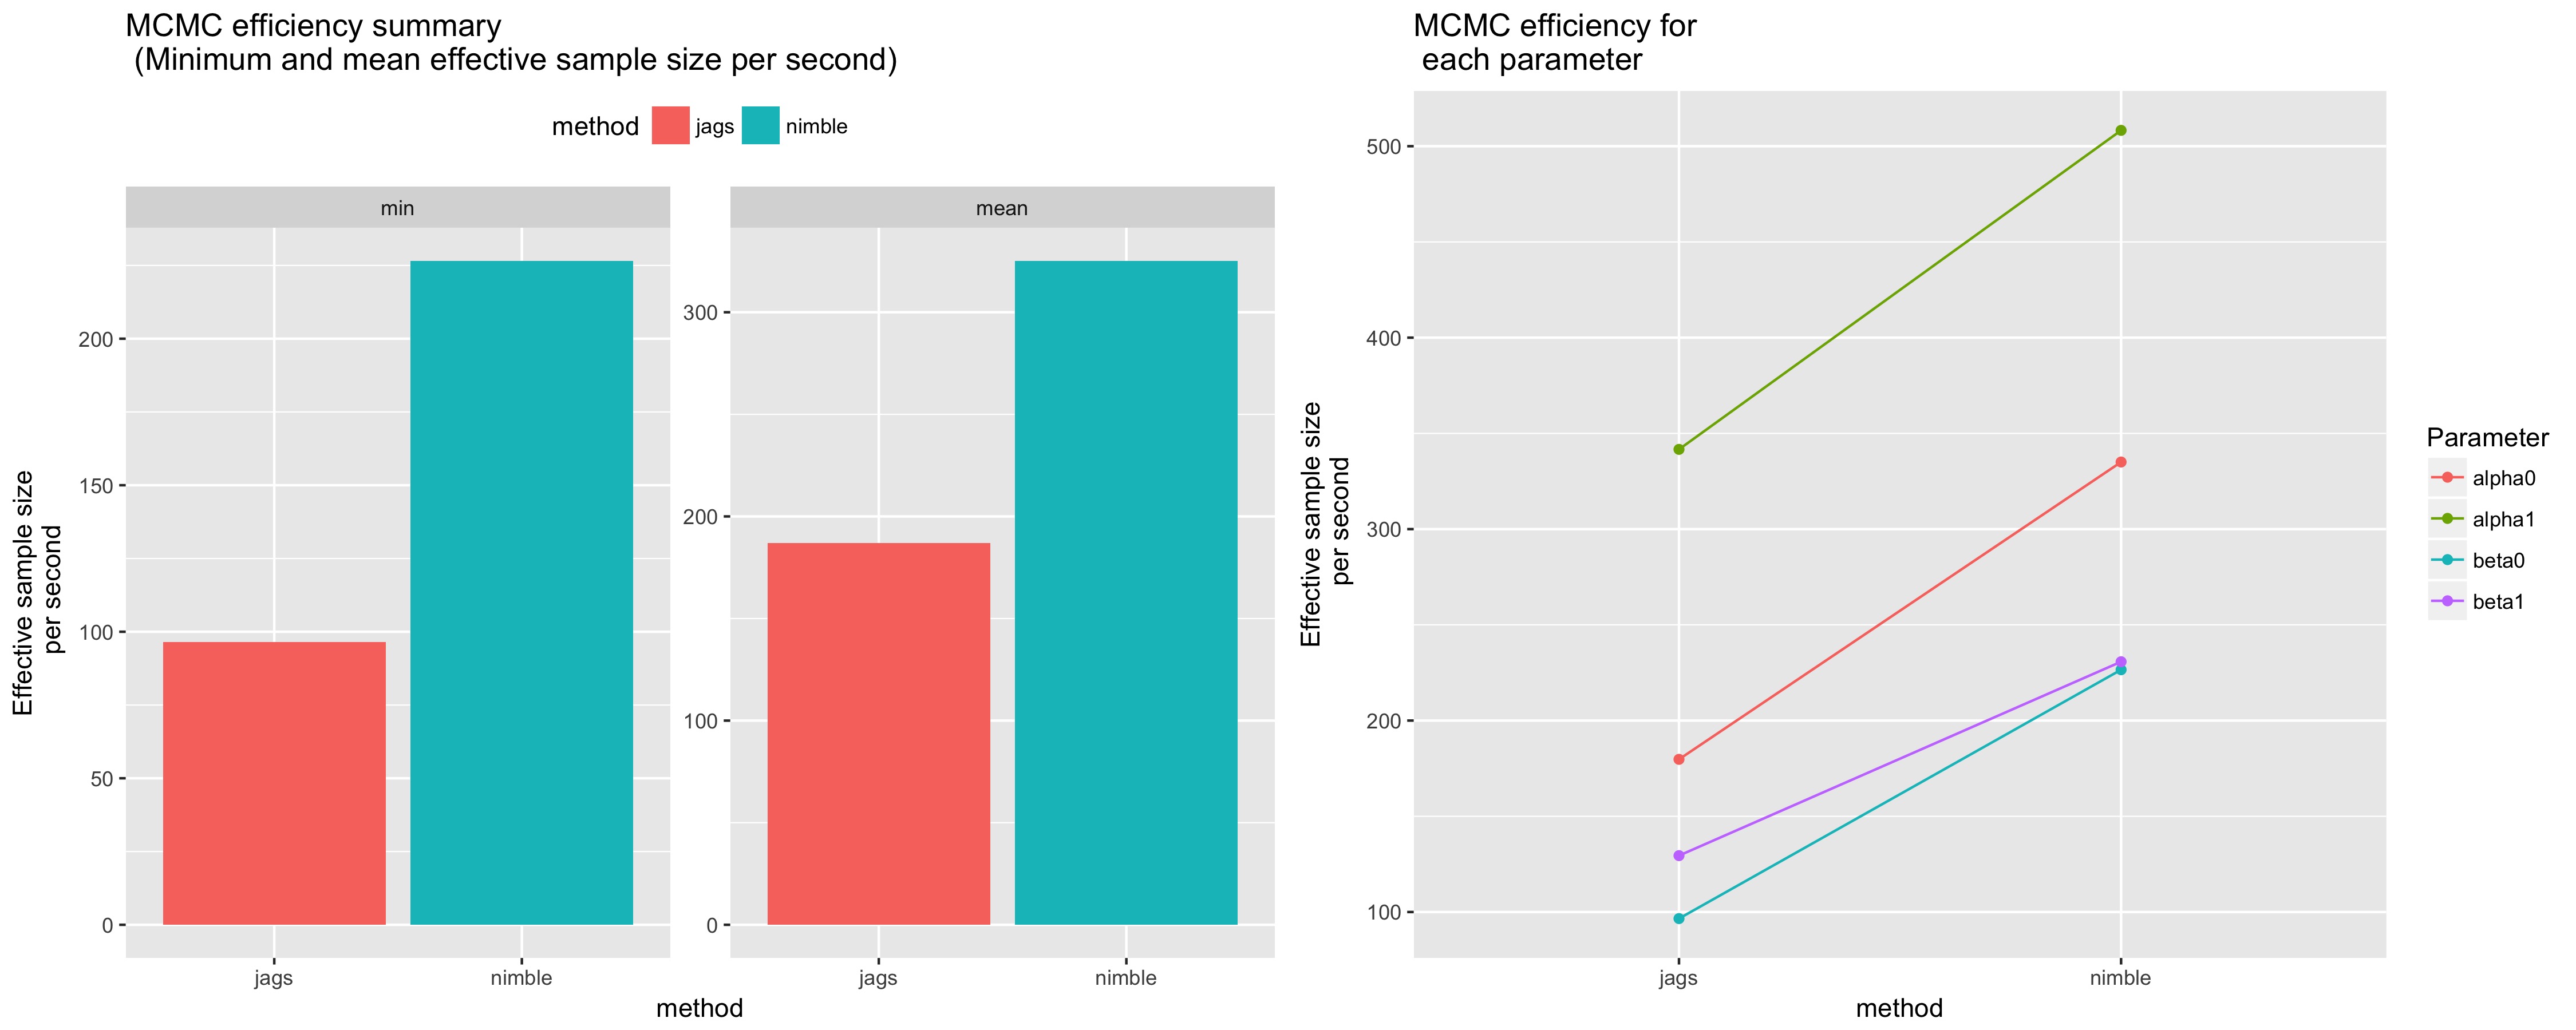 MCMC efficiency summary
(Minimum and mean effective sample size per second)
method jags nimble
min
mean
Effective sample size
per second
200
150
100
50
0
300
200
100
0
jags
nimble
jags
nimble
method
MCMC efficiency for
each parameter
Effective sample size
per second
500
400
300
200
100
jags
nimble
method
Parameter
alpha0
alpha1
beta0
beta1